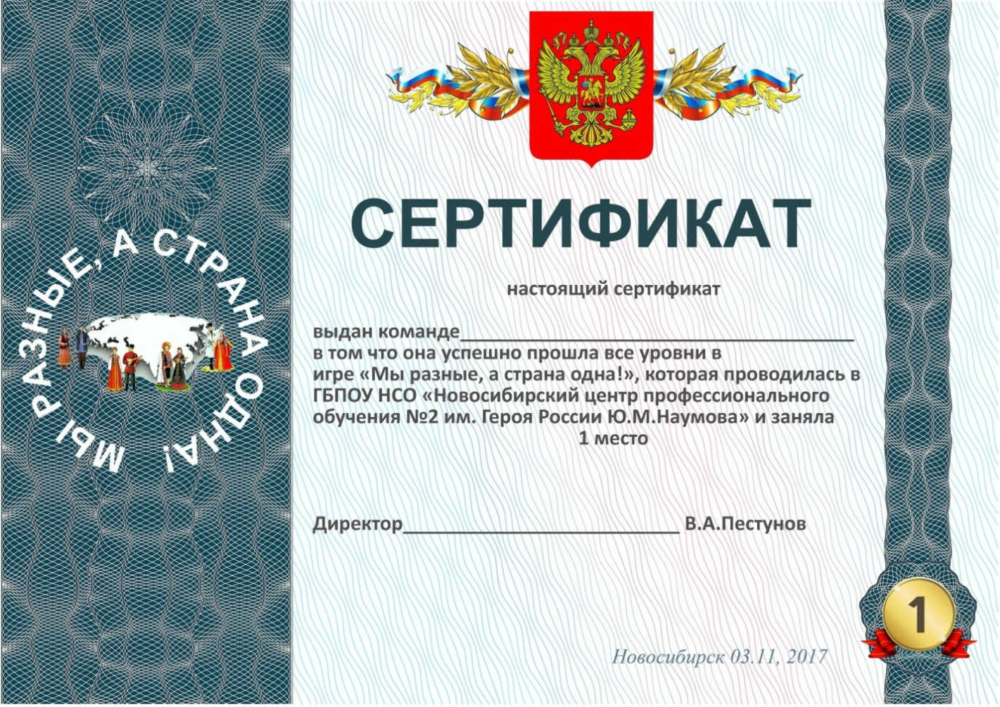 МЫ РАЗНЫЕ, А СТРАНА ОДНА!
СЕРТИФИКАТ
настоящий сертификат
выдан команде
в том что она успешно прошла все уровни в
игре «Мы разные, а страна одна!», которая проводилась в
ГБПОУ НСО «Новосибирский центр профессионального
обучения №2 им. Героя России Ю.М.Наумова» и заняла
1 место
Директор В.А.Пестунов
1
Новосибирск 03.11, 2017